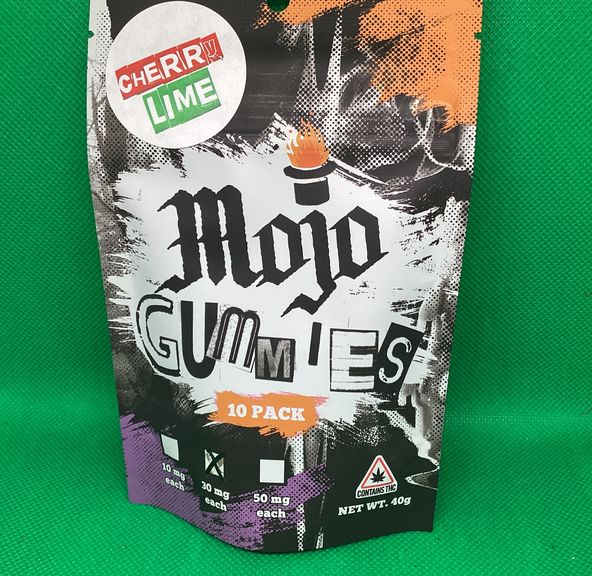 CHERRY
LIME
Mojo
GUMMIES
10 PACK
10 mg
each
30 mg
each
50 mg
each
CONTAINS THC
NET WT. 40g